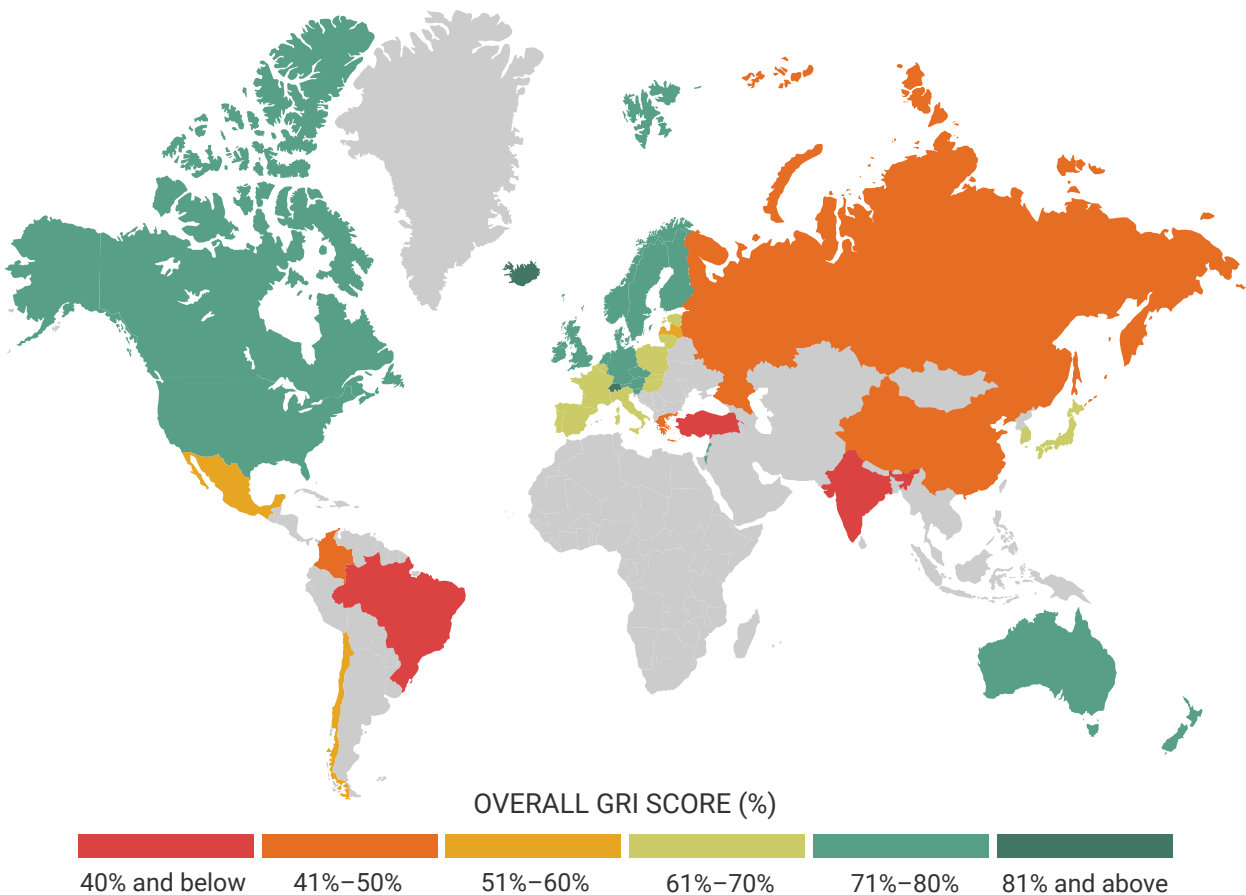 OVERALL GRI SCORE (%)
40% and below 41%–50% 51%–60% 61%–70% 71%–80% 81% and above